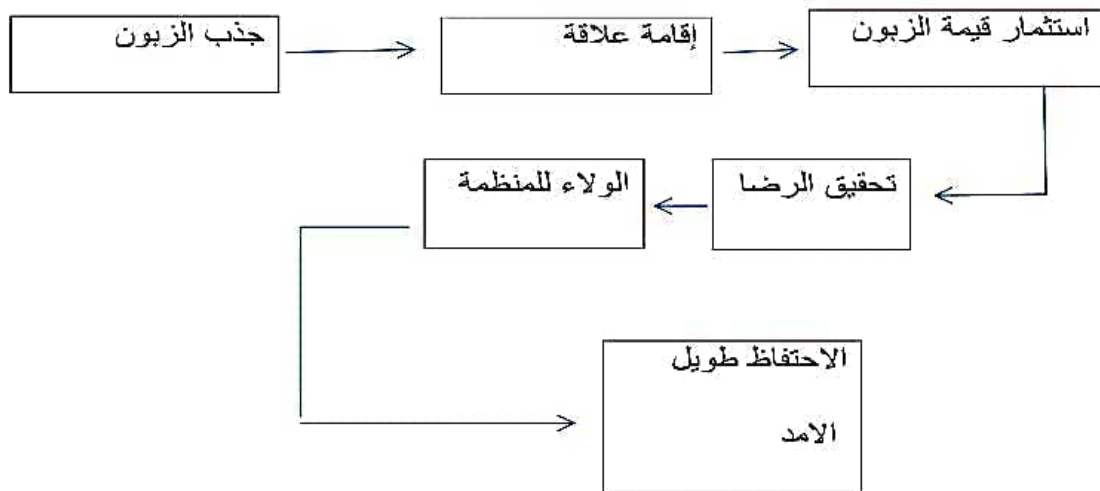 جذب الزبون
إقامة علاقة
استثمار قيمة الزبون
تحقيق الرضا
الولاء للمنظمة
الاحتفاظ طويل
الامد